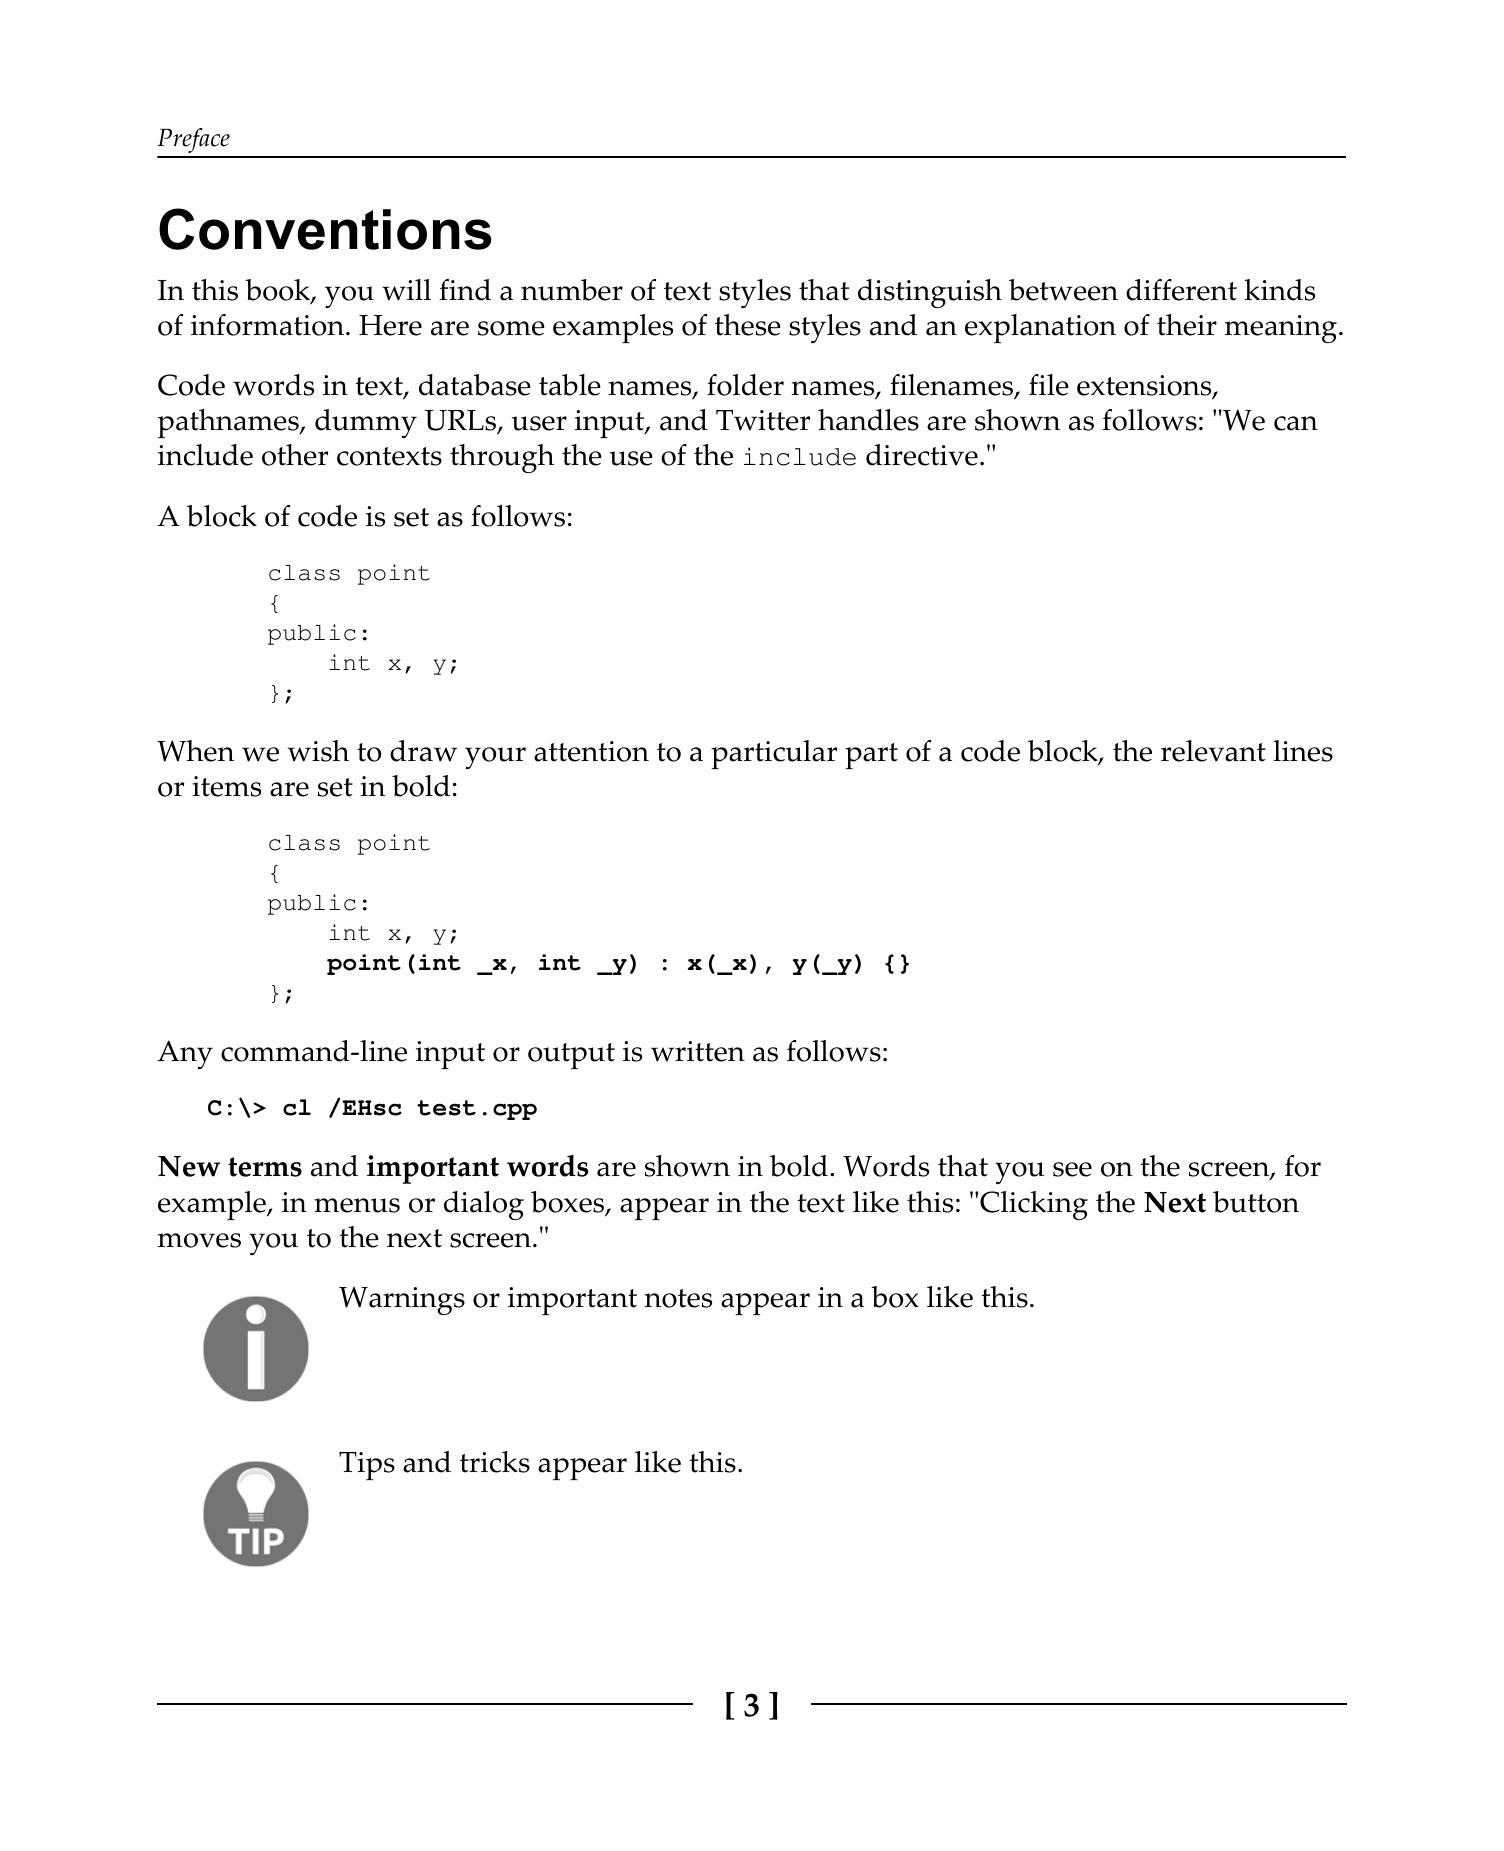 Preface
Conventions
In this book, you will find a number of text styles that distinguish between different kinds
of information. Here are some examples of these styles and an explanation of their meaning.
Code words in text, database table names, folder names, filenames, file extensions,
pathnames, dummy URLs, user input, and Twitter handles are shown as follows: "We can
include other contexts through the use of the include directive."
A block of code is set as follows:
class point
{
public:
    int x, y;
};
When we wish to draw your attention to a particular part of a code block, the relevant lines
or items are set in bold:
class point
{
public:
    int x, y;
    point(int _x, int _y) : x(_x), y(_y) {}
};
Any command-line input or output is written as follows:
C:\> cl /EHsc test.cpp
New terms and important words are shown in bold. Words that you see on the screen, for
example, in menus or dialog boxes, appear in the text like this: "Clicking the Next button
moves you to the next screen."
Warnings or important notes appear in a box like this.
i
Tips and tricks appear like this.
TIP
[ 3 ]